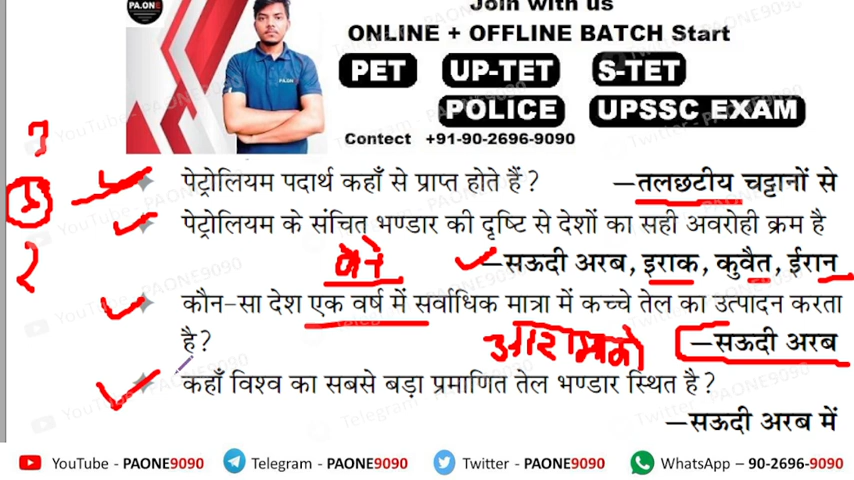 PA.ONE
Join with us
ONLINE + OFFLINE BATCH Start
PET UP-TET S-TET
POLICE UPSSC EXAM
Contect +91-90-2696-9090
पेट्रोलियम पदार्थ कहाँ से प्राप्त होते हैं? —तलछटीय चट्टानों से
पेट्रोलियम के संचित भण्डार की दृष्टि से देशों का सही अवरोही क्रम है
—सऊदी अरब, इराक, कुवैत, ईरान
कौन-सा देश एक वर्ष में सर्वाधिक मात्रा में कच्चे तेल का उत्पादन करता
है? —सऊदी अरब
कहाँ विश्व का सबसे बड़ा प्रमाणित तेल भण्डार स्थित है?
—सऊदी अरब में
YouTube - PAONE9090 Telegram - PAONE9090 Twitter - PAONE9090 WhatsApp – 90-2696-9090